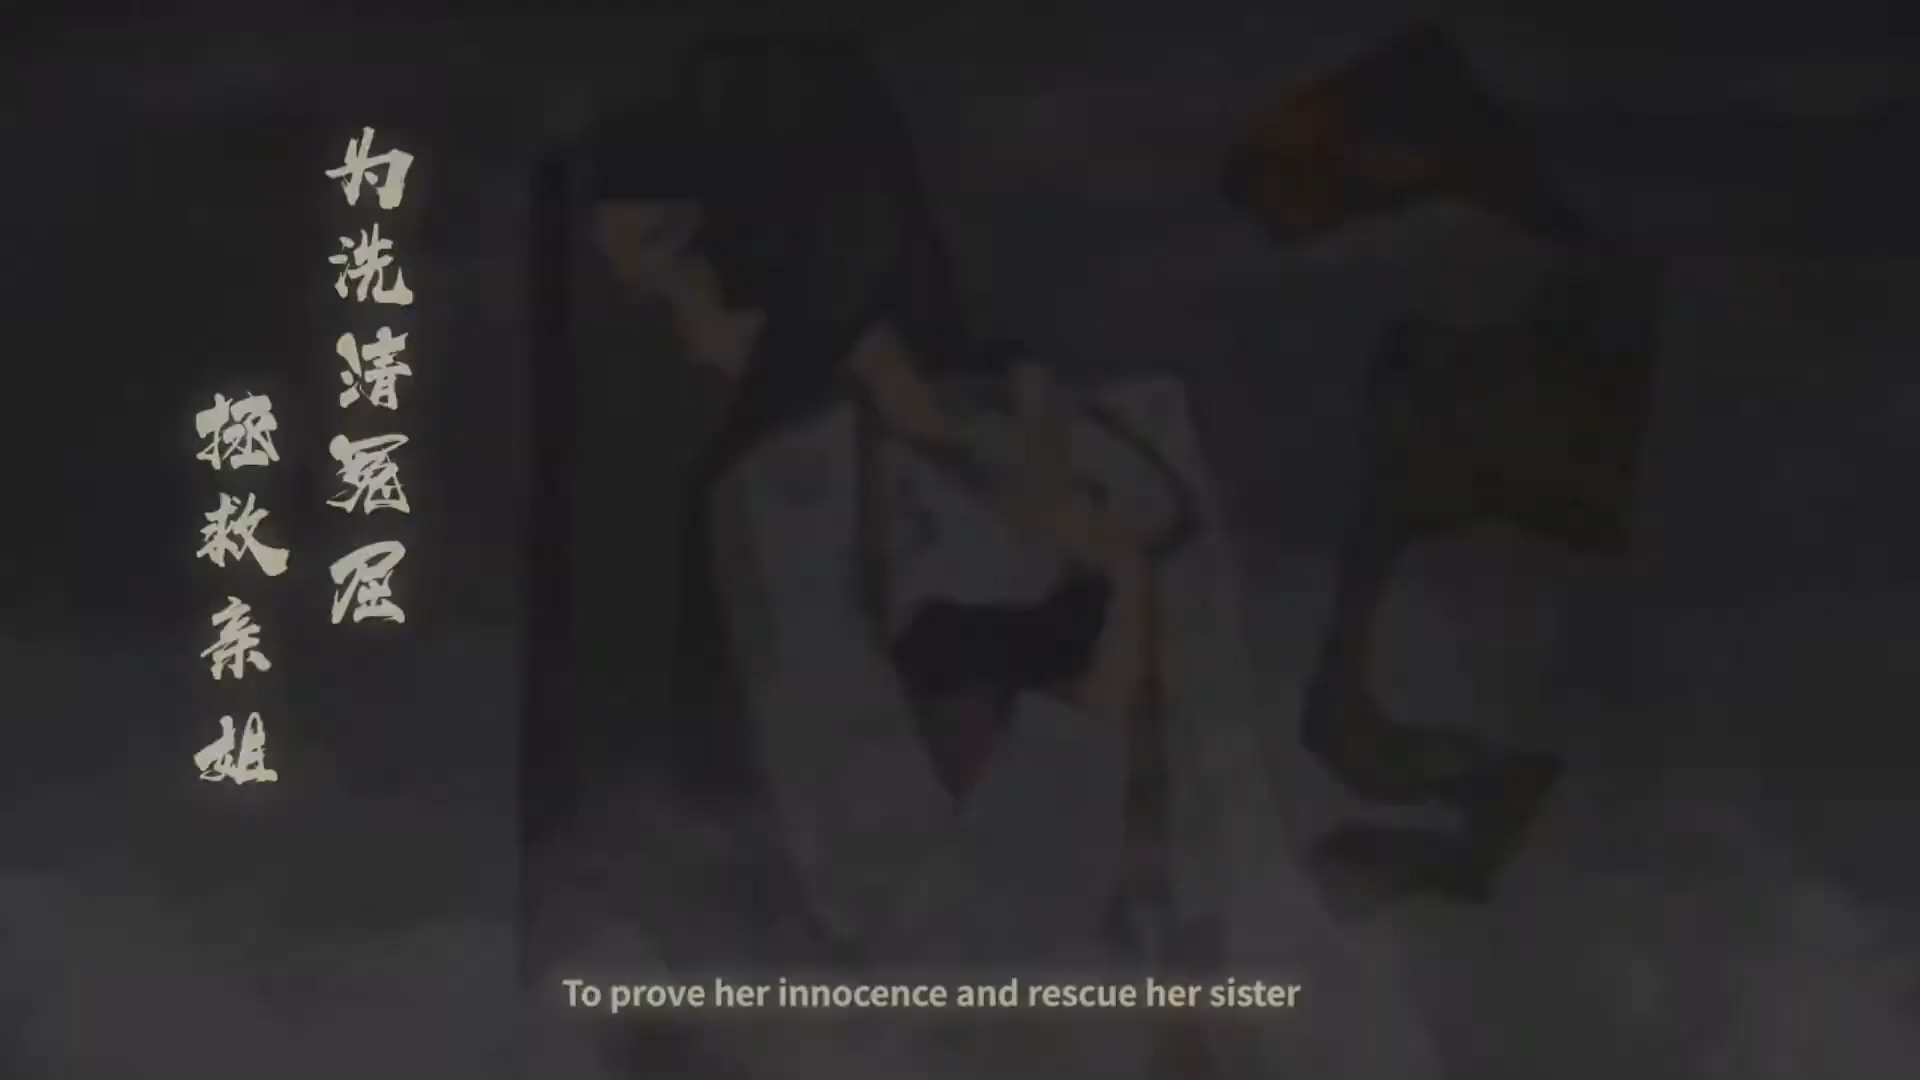 为洗清冤屈
拯救亲姐
To prove her innocence and rescue her sister